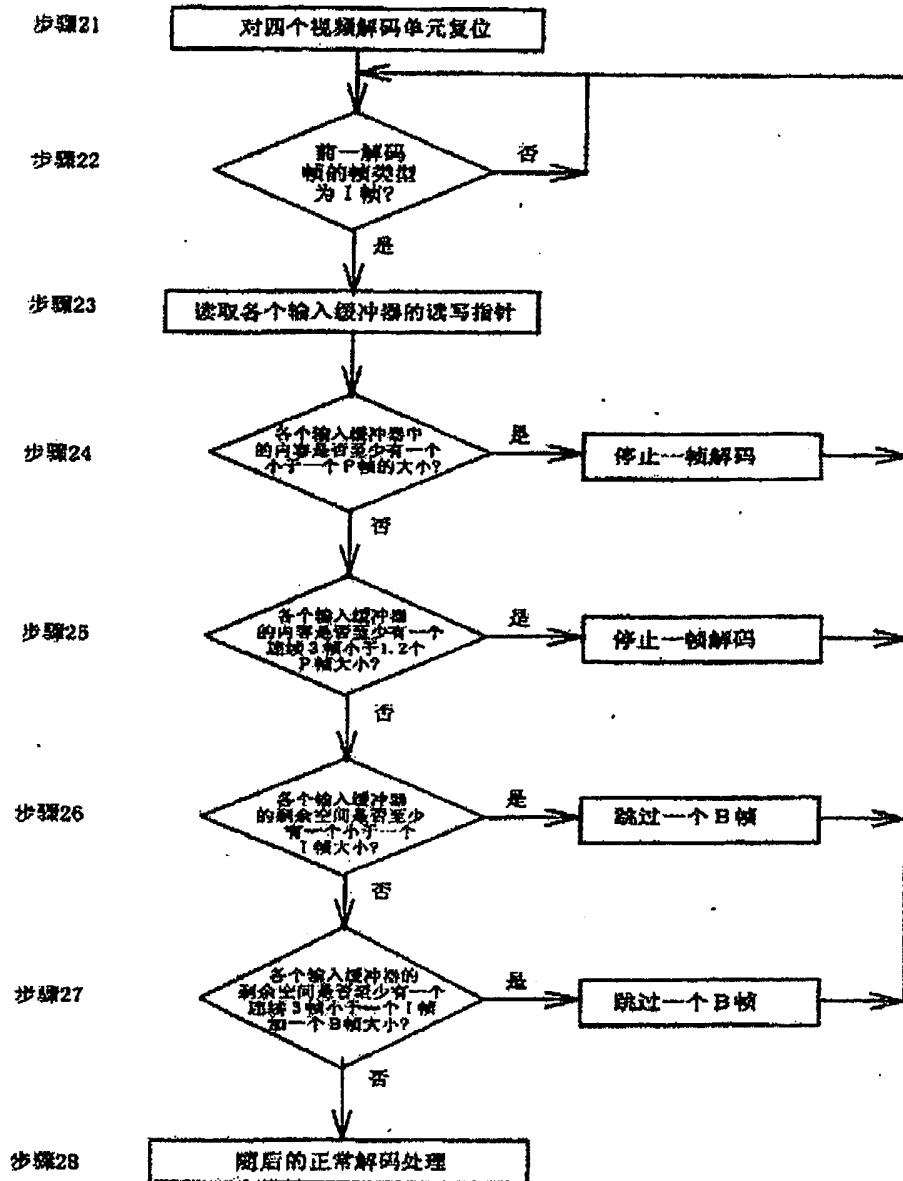 步骤21
对四个视频解码单元复位
步骤22
前一解码
帧的帧类型
为 I 帧?
否
是
步骤23
读取各个输入缓冲器的读写指针
步骤24
各个输入缓冲器中
的内容是否至少有一个
小于一个 P 帧的大小?
是
停止一帧解码
否
步骤25
各个输入缓冲器
的内容是否至少有一个
连续 3 帧小于1.2个
P 帧大小?
是
停止一帧解码
否
步骤26
各个输入缓冲器
的剩余空间是否至少
有一个小于一个
I 帧大小?
是
跳过一个 B 帧
否
步骤27
各个输入缓冲器的
剩余空间是否至少有一个
连续 3 帧小于一个 I 帧
加一个 B 帧大小?
是
跳过一个 B 帧
否
步骤28
随后的正常解码处理